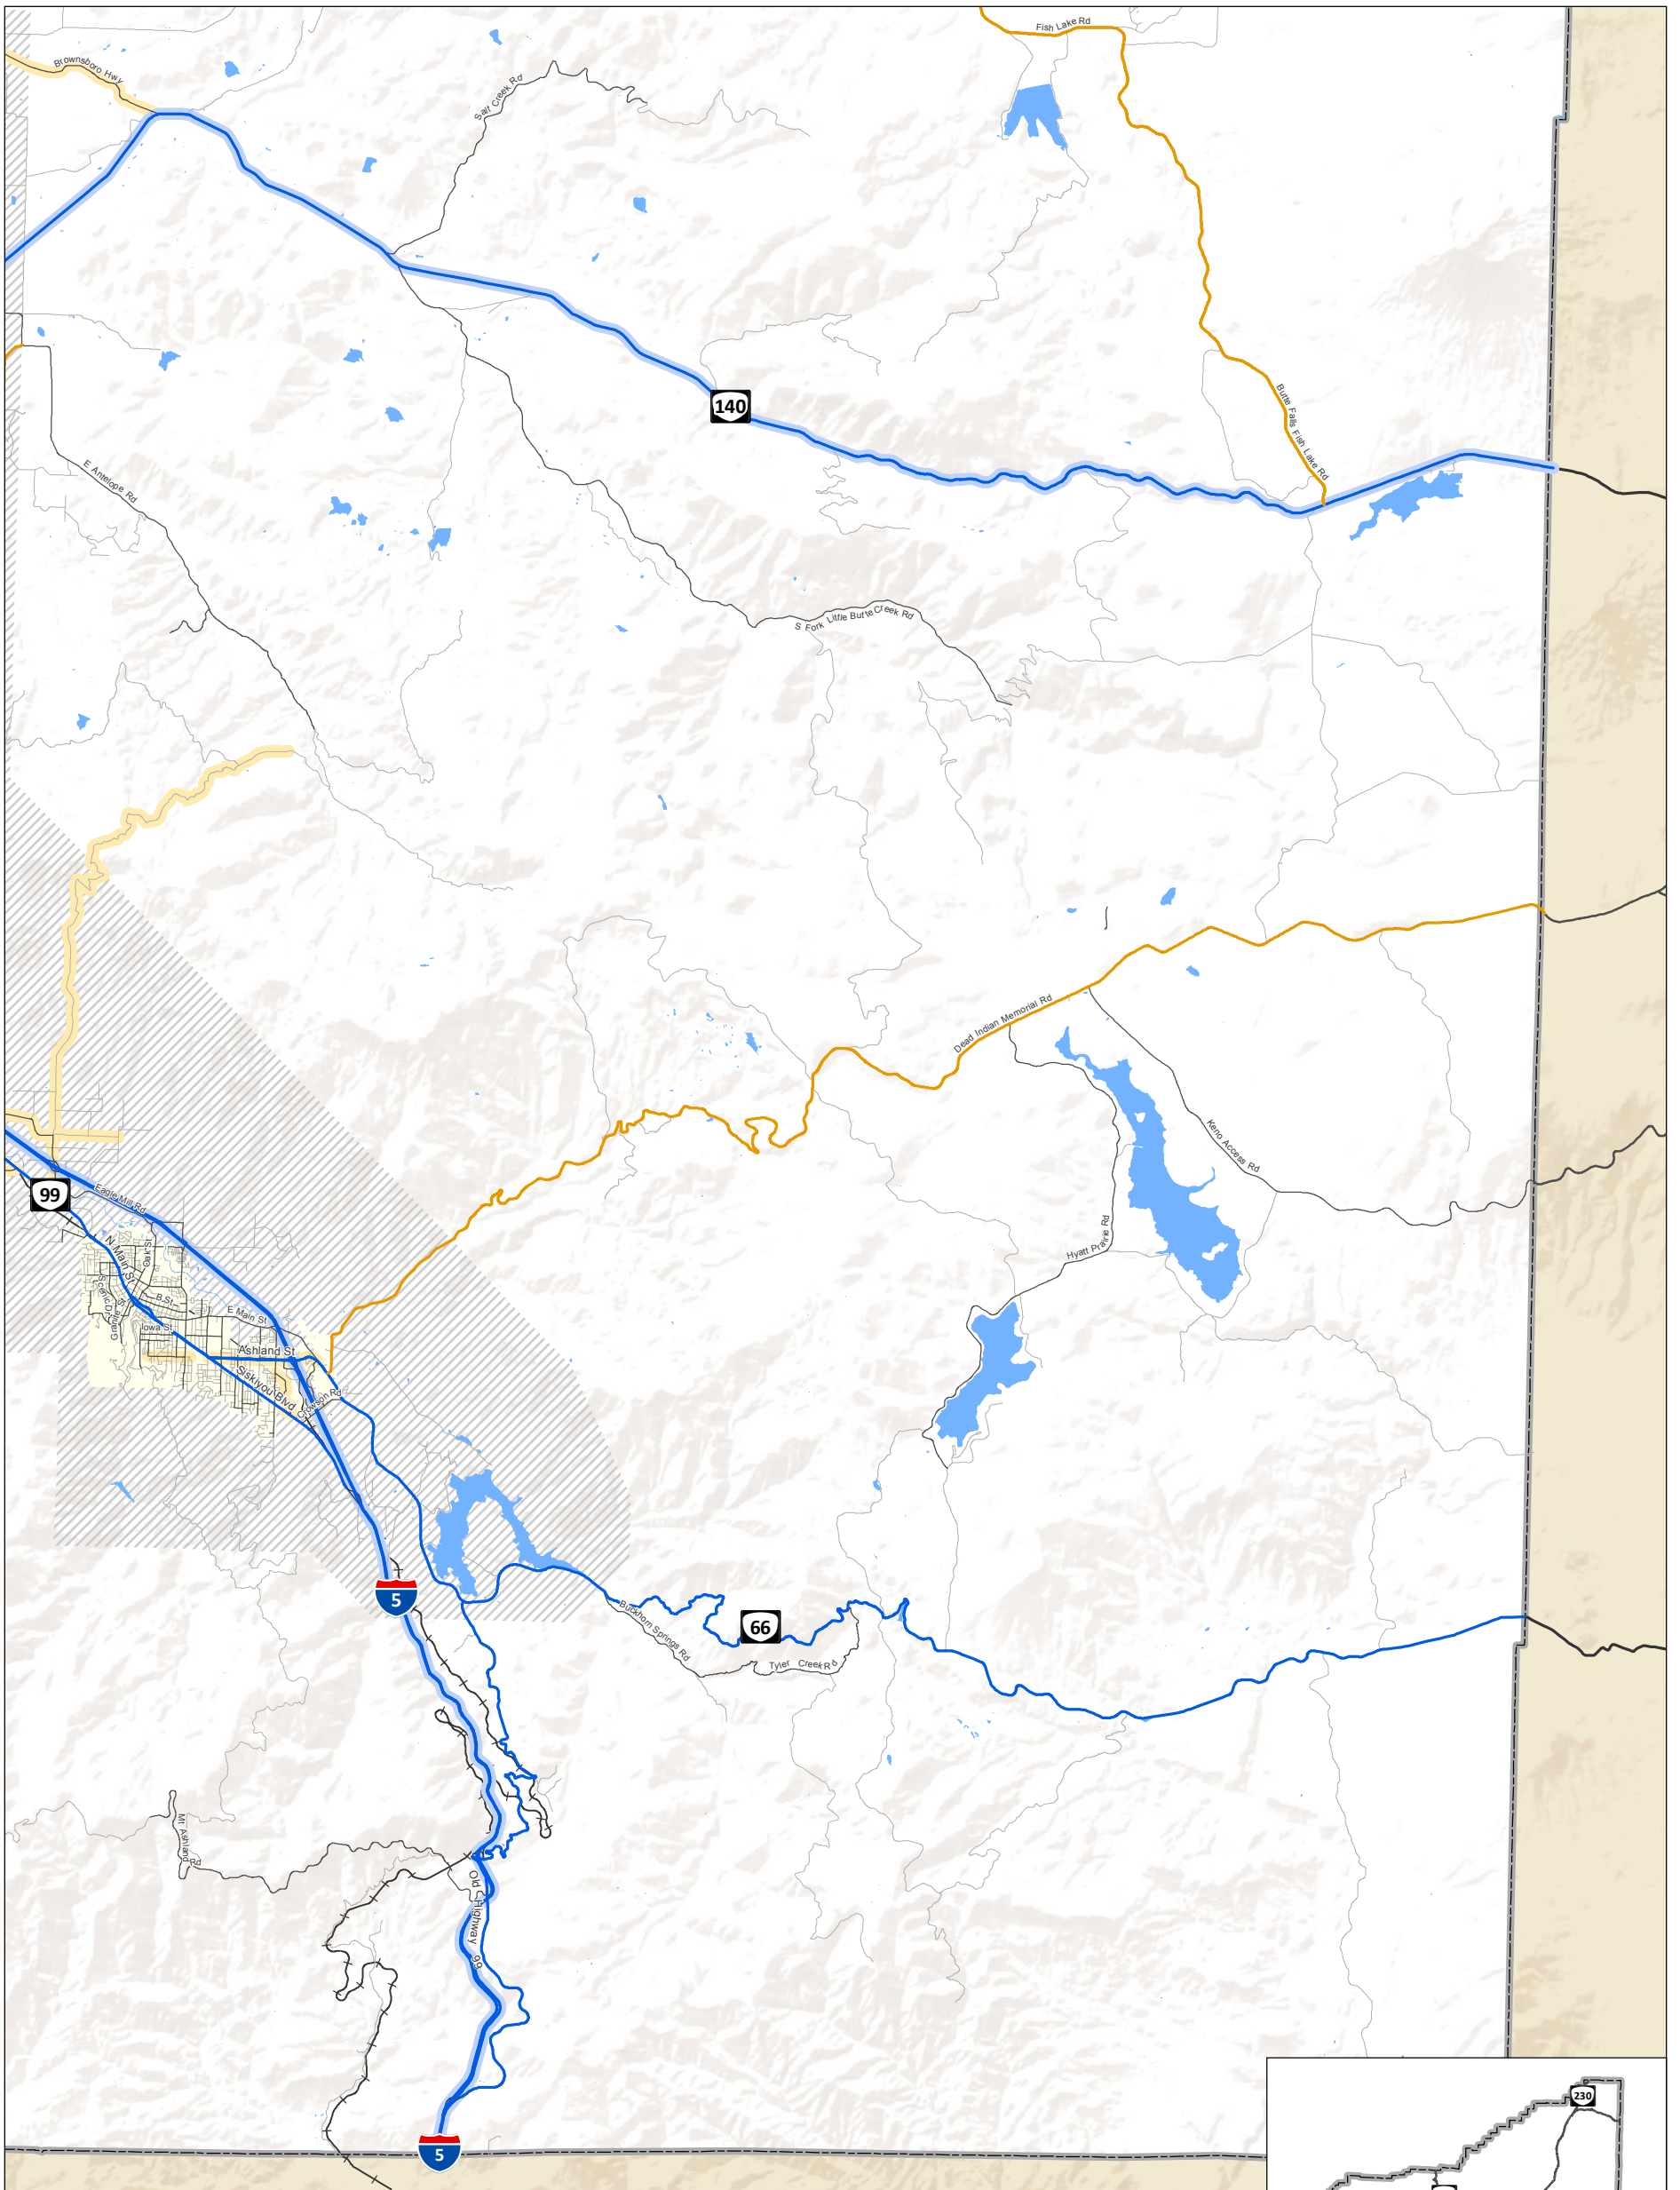 Fish Lake Rd
Brownsboro Hwy
Salt Creek Rd
140
Butte Falls Fish Lake Rd
E Antelope Rd
S Fork Little Butte Creek Rd
Dead Indian Memorial Rd
Keno Access Rd
99
Eagle Mill Rd
N Main St
Oak St
Hyatt Prairie Rd
Scenic Dr
B St
Granite St
E Main St
Iowa St
Ashland St
Siskiyou Blvd
Crowson Rd
5
Buckhorn Springs Rd
66
Tyler Creek Rd
Mt Ashland Rd
Old Highway 99
5
230